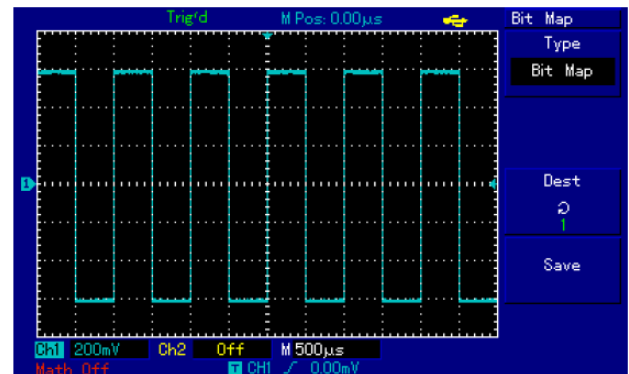 Trig'd M Pos: 0.00μs Bit Map
Type
Bit Map
1
Dest
1
Save
Ch1 200mV Ch2 Off M 500μs
Math Off T CH1 0.00mV